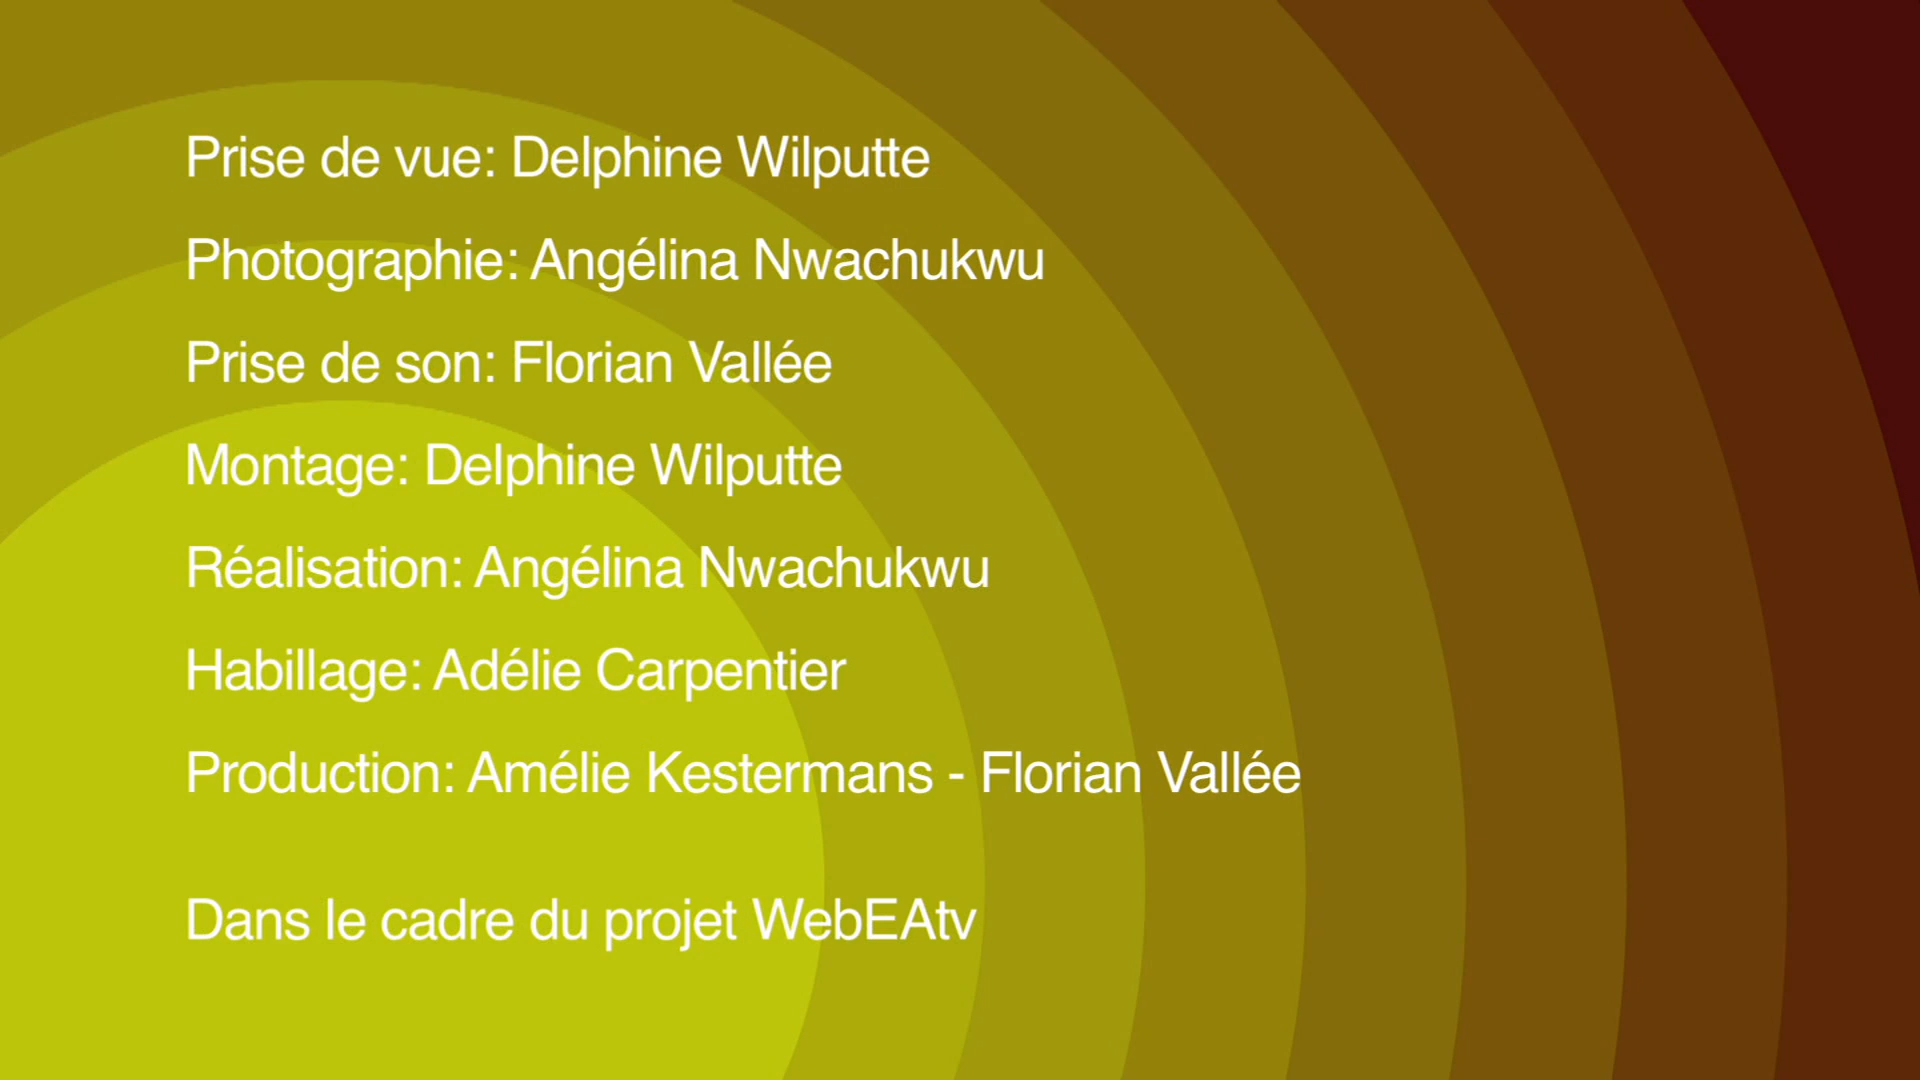 Prise de vue: Delphine Wilputte
Photographie: Angélina Nwachukwu
Prise de son: Florian Vallée
Montage: Delphine Wilputte
Réalisation: Angélina Nwachukwu
Habillage: Adélie Carpentier
Production: Amélie Kestermans - Florian Vallée
Dans le cadre du projet WebEAtv